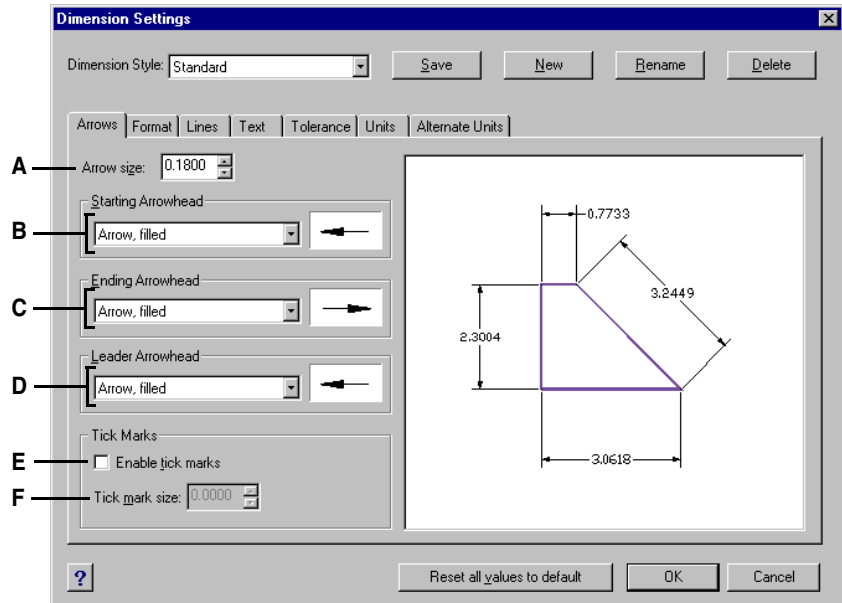 Dimension Settings
Dimension Style: Standard Save New Rename Delete
Arrows Format Lines Text Tolerance Units Alternate Units
A Arrow size: 0.1800
Starting Arrowhead
B Arrow, filled
Ending Arrowhead
C Arrow, filled
Leader Arrowhead
D Arrow, filled
Tick Marks
E Enable tick marks
F Tick mark size: 0.0000
0.7733
3.2449
2.3004
3.0618
? Reset all values to default OK Cancel